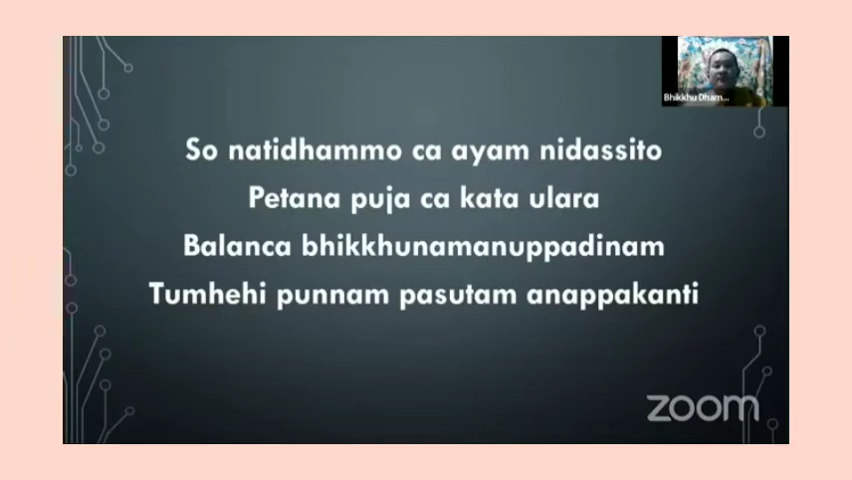 Bhikkhu Dham...
So natidhammo ca ayam nidassito
Petana puja ca kata ulara
Balanca bhikkhunamanuppadinam
Tumhehi punnam pasutam anappakanti
zoom